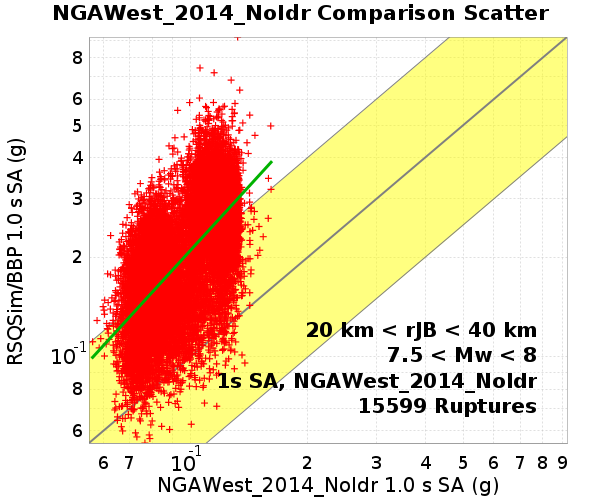 NGAWest_2014_NoIdr Comparison Scatter
RSQSim/BBP 1.0 s SA (g)
8
6
5
4
3
2
10-1
8
6
20 km < rJB < 40 km
7.5 < Mw < 8
1s SA, NGAWest_2014_NoIdr
15599 Ruptures
6 7 10-1 2 3 4 5 6 7 8 9
NGAWest_2014_NoIdr 1.0 s SA (g)